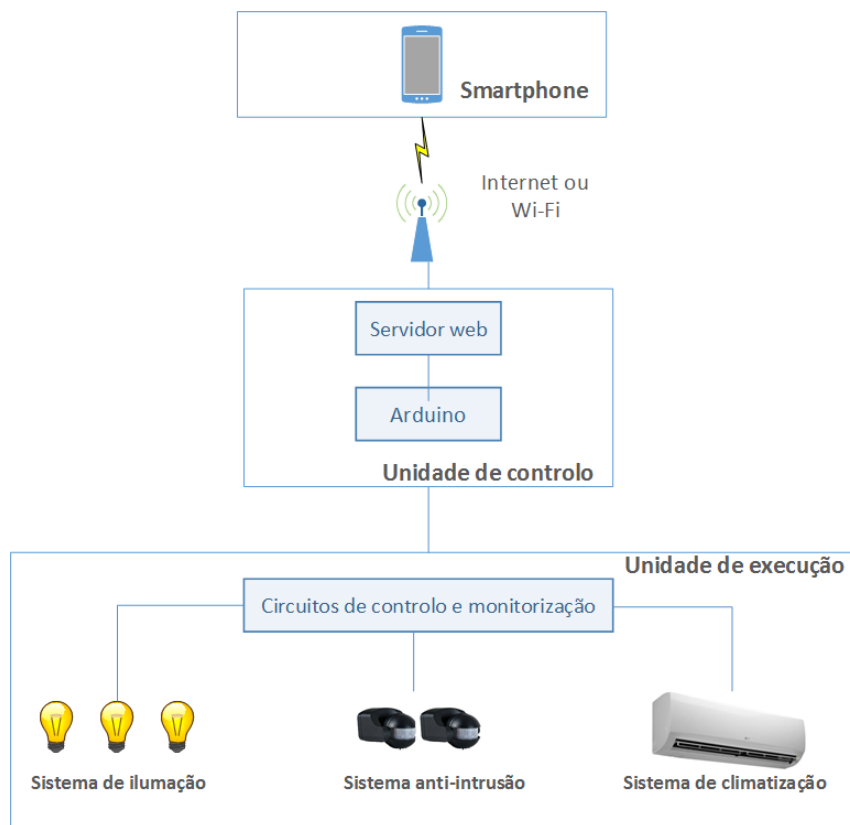 Smartphone
Internet ou
Wi-Fi
Servidor web
Arduino
Unidade de controlo
Unidade de execução
Circuitos de controlo e monitorização
Sistema de ilumação
Sistema anti-intrusão
Sistema de climatização